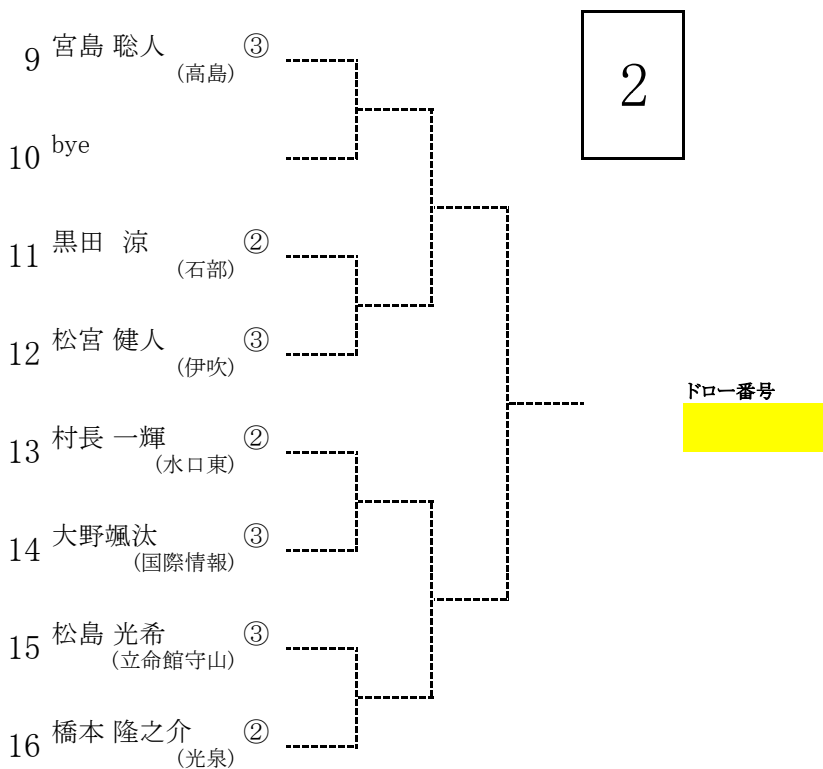 2
9 宮島 聡人 ③
(高島)
10 bye
11 黒田 涼 ②
(石部)
12 松宮 健人 ③
(伊吹)
ドロー番号
13 村長 一輝 ②
(水口東)
14 大野颯汰 ③
(国際情報)
15 松島 光希 ③
(立命館守山)
16 橋本 隆之介 ②
(光泉)